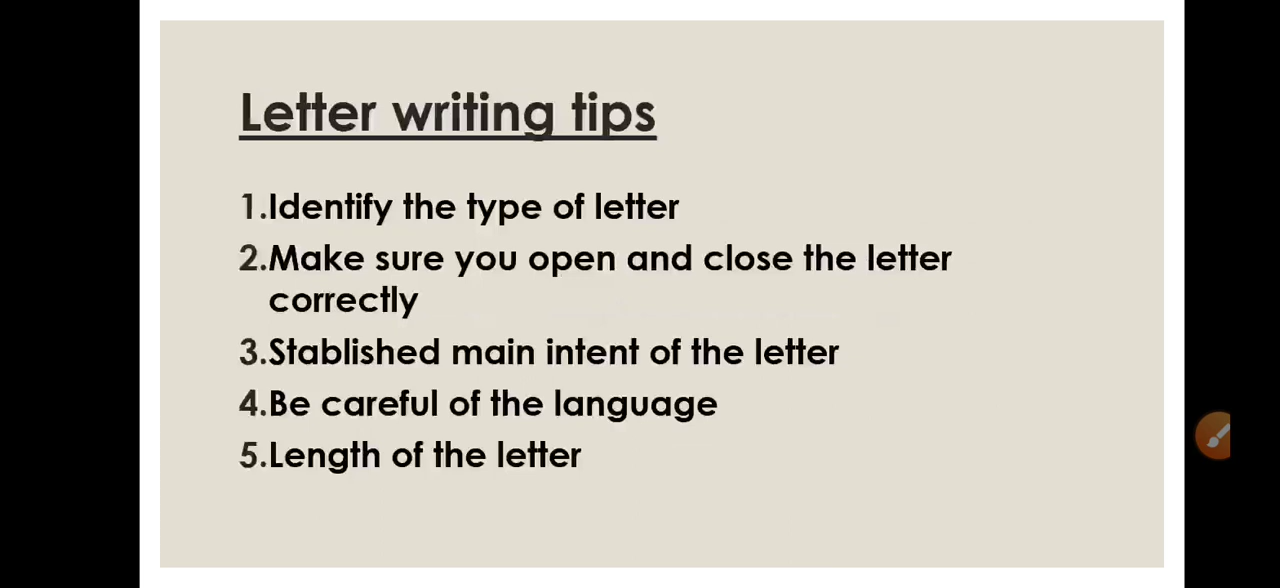 Letter writing tips
1.Identify the type of letter
2.Make sure you open and close the letter
correctly
3.Stablished main intent of the letter
4.Be careful of the language
5.Length of the letter